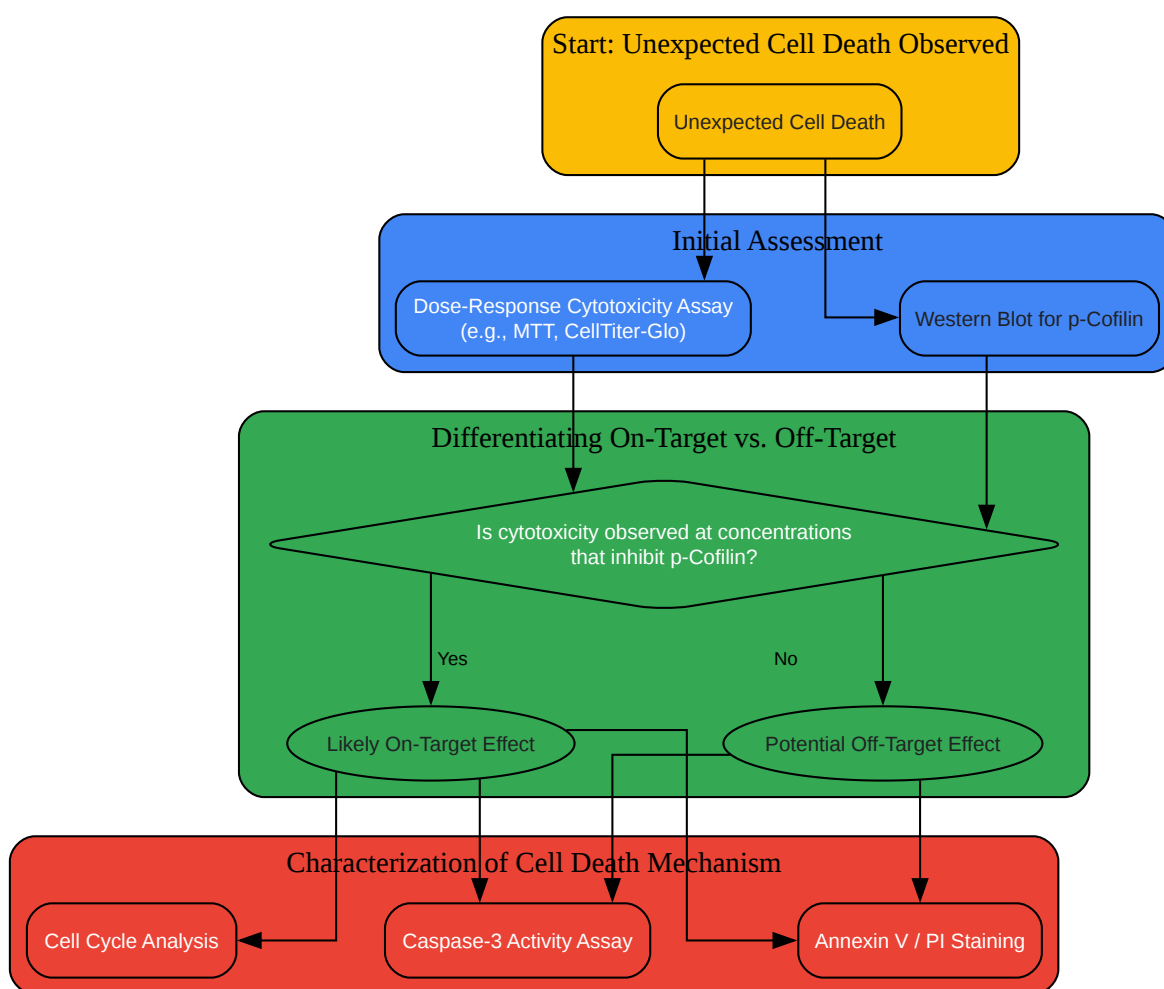 Start: Unexpected Cell Death Observed
Unexpected Cell Death
Initial Assessment
Dose-Response Cytotoxicity Assay
(e.g., MTT, CellTiter-Glo)
Western Blot for p-Cofilin
Differentiating On-Target vs. Off-Target
Is cytotoxicity observed at concentrations
that inhibit p-Cofilin?
Yes
No
Likely On-Target Effect
Potential Off-Target Effect
Characterization of Cell Death Mechanism
Cell Cycle Analysis
Caspase-3 Activity Assay
Annexin V / PI Staining